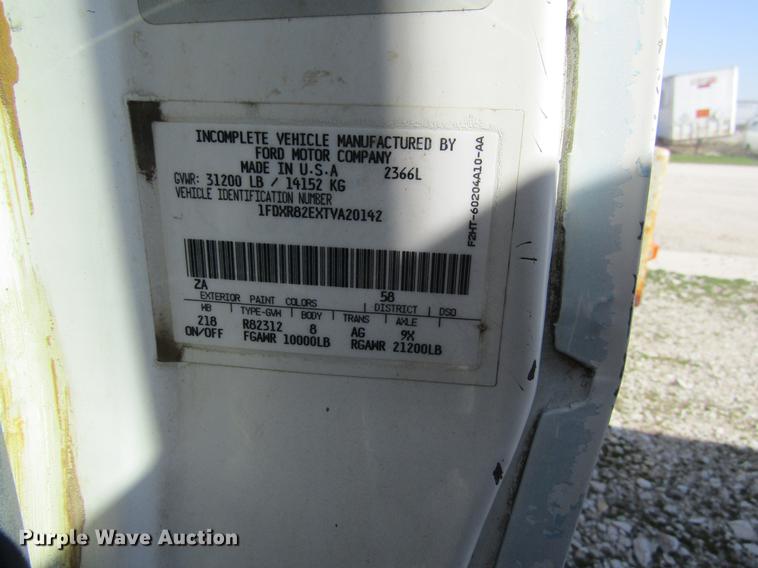 INCOMPLETE VEHICLE MANUFACTURED BY
FORD MOTOR COMPANY
MADE IN U.S.A 2366L
GVWR: 31200 LB / 14152 KG
VEHICLE IDENTIFICATION NUMBER
1FDXR82EXTVA20142
F2HT-60204A10-AA
ZA 58
EXTERIOR PAINT COLORS DISTRICT DSO
WB TYPE-GVW BODY TRANS AXLE
218 R82312 8 AG 9X
ON/OFF FGAWR 10000LB RGAWR 21200LB
Purple Wave Auction